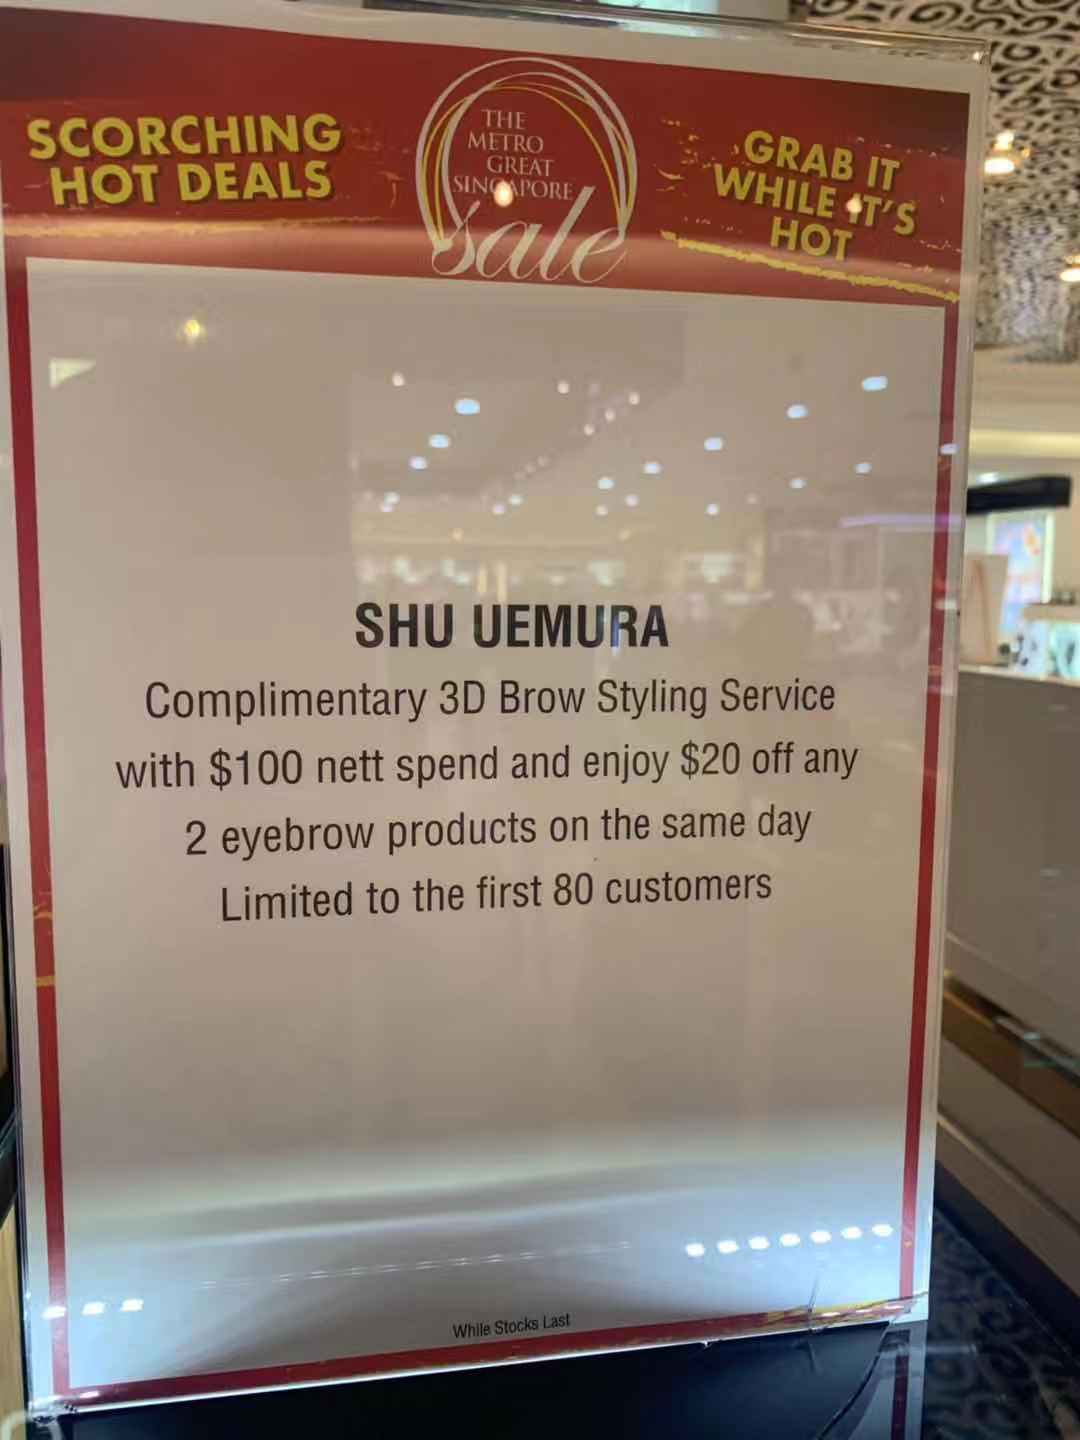 SCORCHING
HOT DEALS
THE
METRO
GREAT
SINGAPORE
sale
GRAB IT
WHILE IT'S
HOT
SHU UEMURA
Complimentary 3D Brow Styling Service
with $100 nett spend and enjoy $20 off any
2 eyebrow products on the same day
Limited to the first 80 customers
While Stocks Last